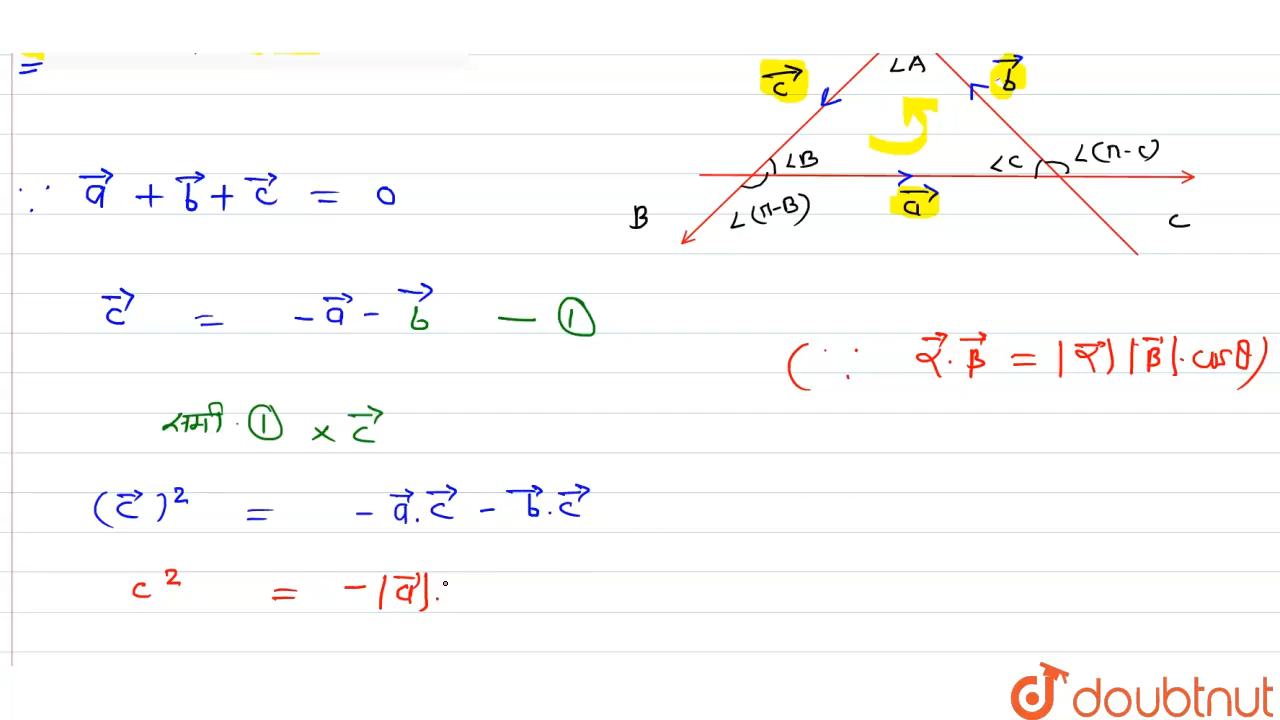 ∠A
→c
→b
∠B
∠C
∠(π-c)
→a
∠(π-B)
B
C
∵ →a + →b + →c = 0
→c = -→a - →b — ①
(∵ →α . →β = |→α| |→β| . cosθ)
समी. ① × →c
(→c)² = - →a . →c - →b . →c
c² = - |→a| .
doubtnut